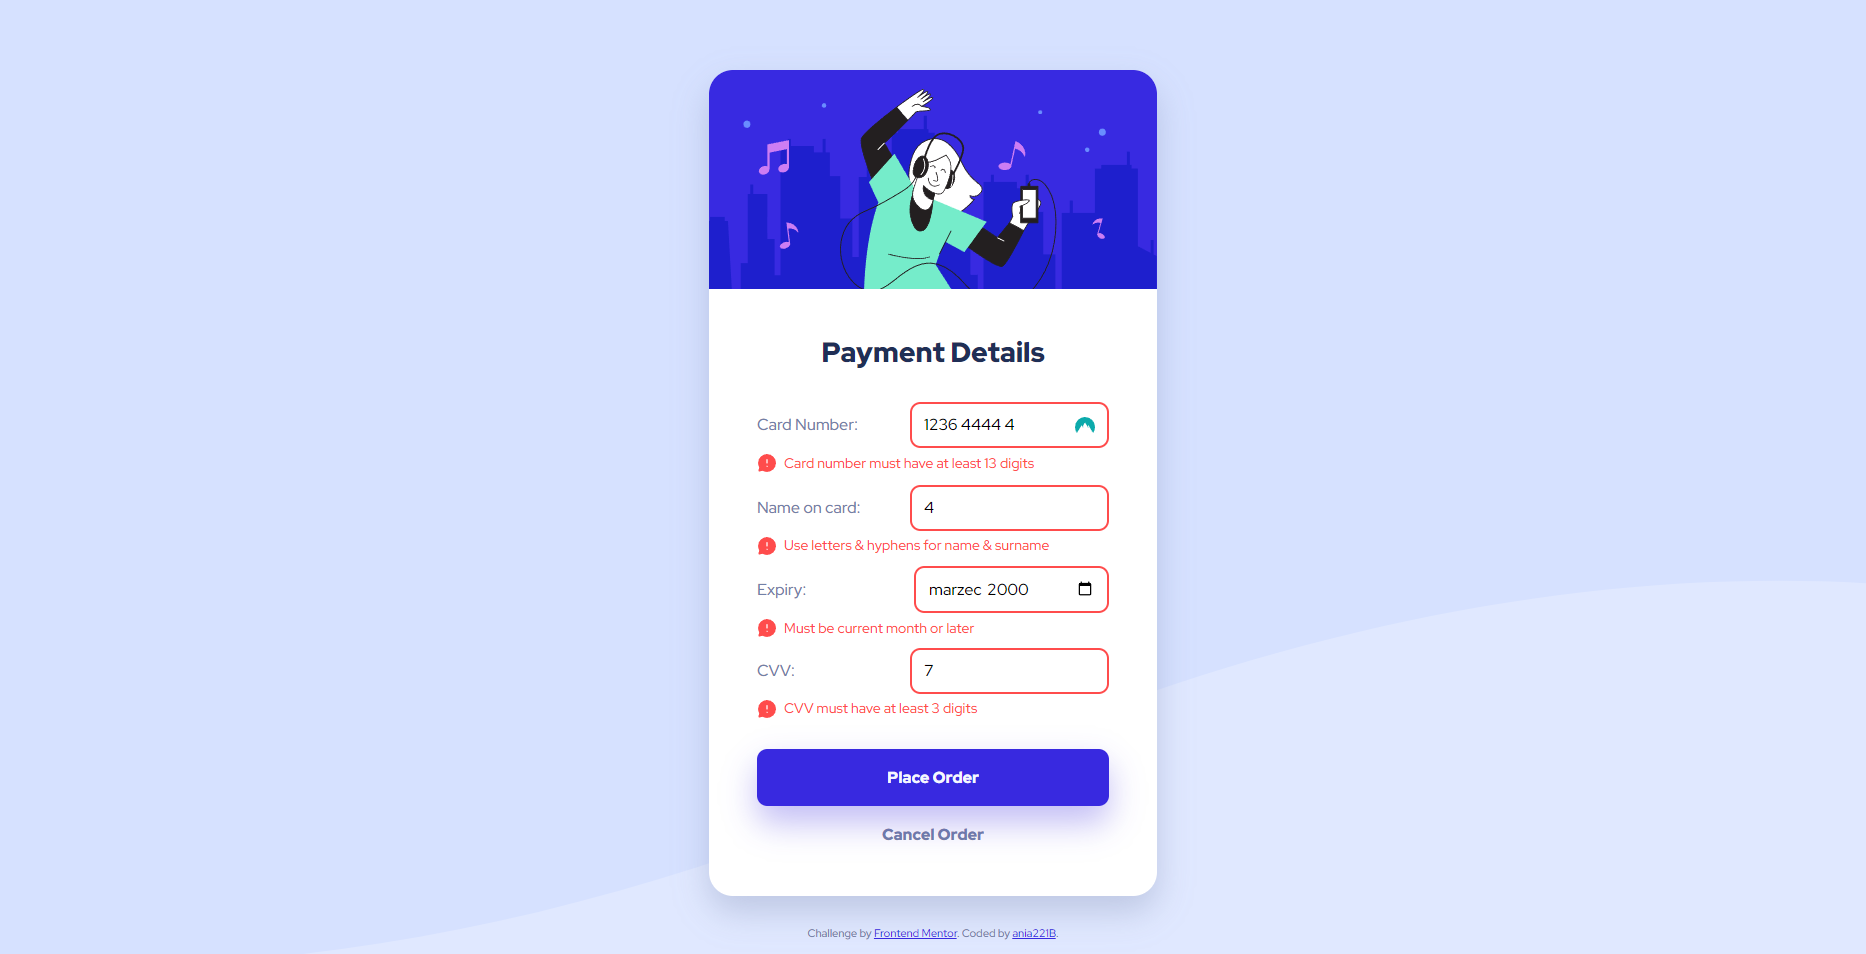 Payment Details
Card Number: 1236 4444 4
Card number must have at least 13 digits
Name on card: 4
Use letters & hyphens for name & surname
Expiry: marzec 2000
Must be current month or later
CVV: 7
CVV must have at least 3 digits
Place Order
Cancel Order
Challenge by Frontend Mentor. Coded by ania221B.